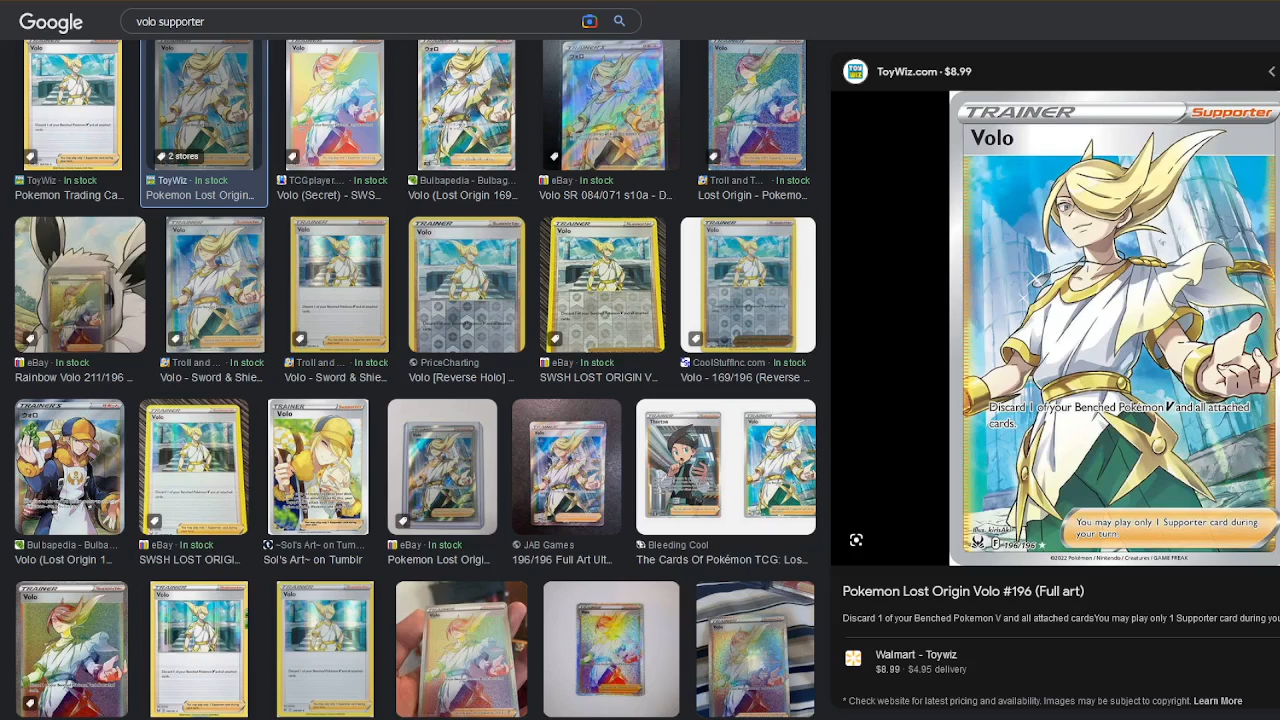 Google
volo supporter
ToyWiz · In stock
Pokemon Trading Ca...
2 stores
ToyWiz · In stock
Pokemon Lost Origin...
TCGplayer.... · In stock
Volo (Secret) - SWS...
Bulbapedia - Bulbag...
Volo (Lost Origin 169...
eBay · In stock
Volo SR 084/071 s10a - D...
Troll and T... · In stock
Lost Origin - Pokemo...
eBay · In stock
Rainbow Volo 211/196 ...
Troll and ... · In stock
Volo - Sword & Shie...
Troll and ... · In stock
Volo - Sword & Shie...
PriceCharting
Volo [Reverse Holo] ...
eBay · In stock
SWSH LOST ORIGIN V...
CoolStuffInc.com · In stock
Volo - 169/196 (Reverse ...
Bulbapedia - Bulba...
Volo (Lost Origin 1...
eBay · In stock
SWSH LOST ORIGI...
~Sol's Art~ on Tum...
Sol's Art~ on Tumblr
eBay · In stock
Pokemon Lost Origi...
JAB Games
196/196 Full Art Ult...
Bleeding Cool
The Cards Of Pokémon TCG: Los...
ToyWiz.com · $8.99
TRAINER Supporter
Volo
Discard 1 of your Benched Pokémon V and all attached
cards.
You may play only 1 Supporter card during
your turn.
F 196/196
©2022 Pokémon / Nintendo / Creatures / GAME FREAK
Pokemon Lost Origin Volo #196 (Full art)
Discard 1 of your Benched Pokemon V and all attached cardsYou may play only 1 Supporter card during you
Walmart - Toywiz
$8.99 · $4.95 delivery
* Check website for latest pricing and availability. Images may be subject to copyright. Learn More